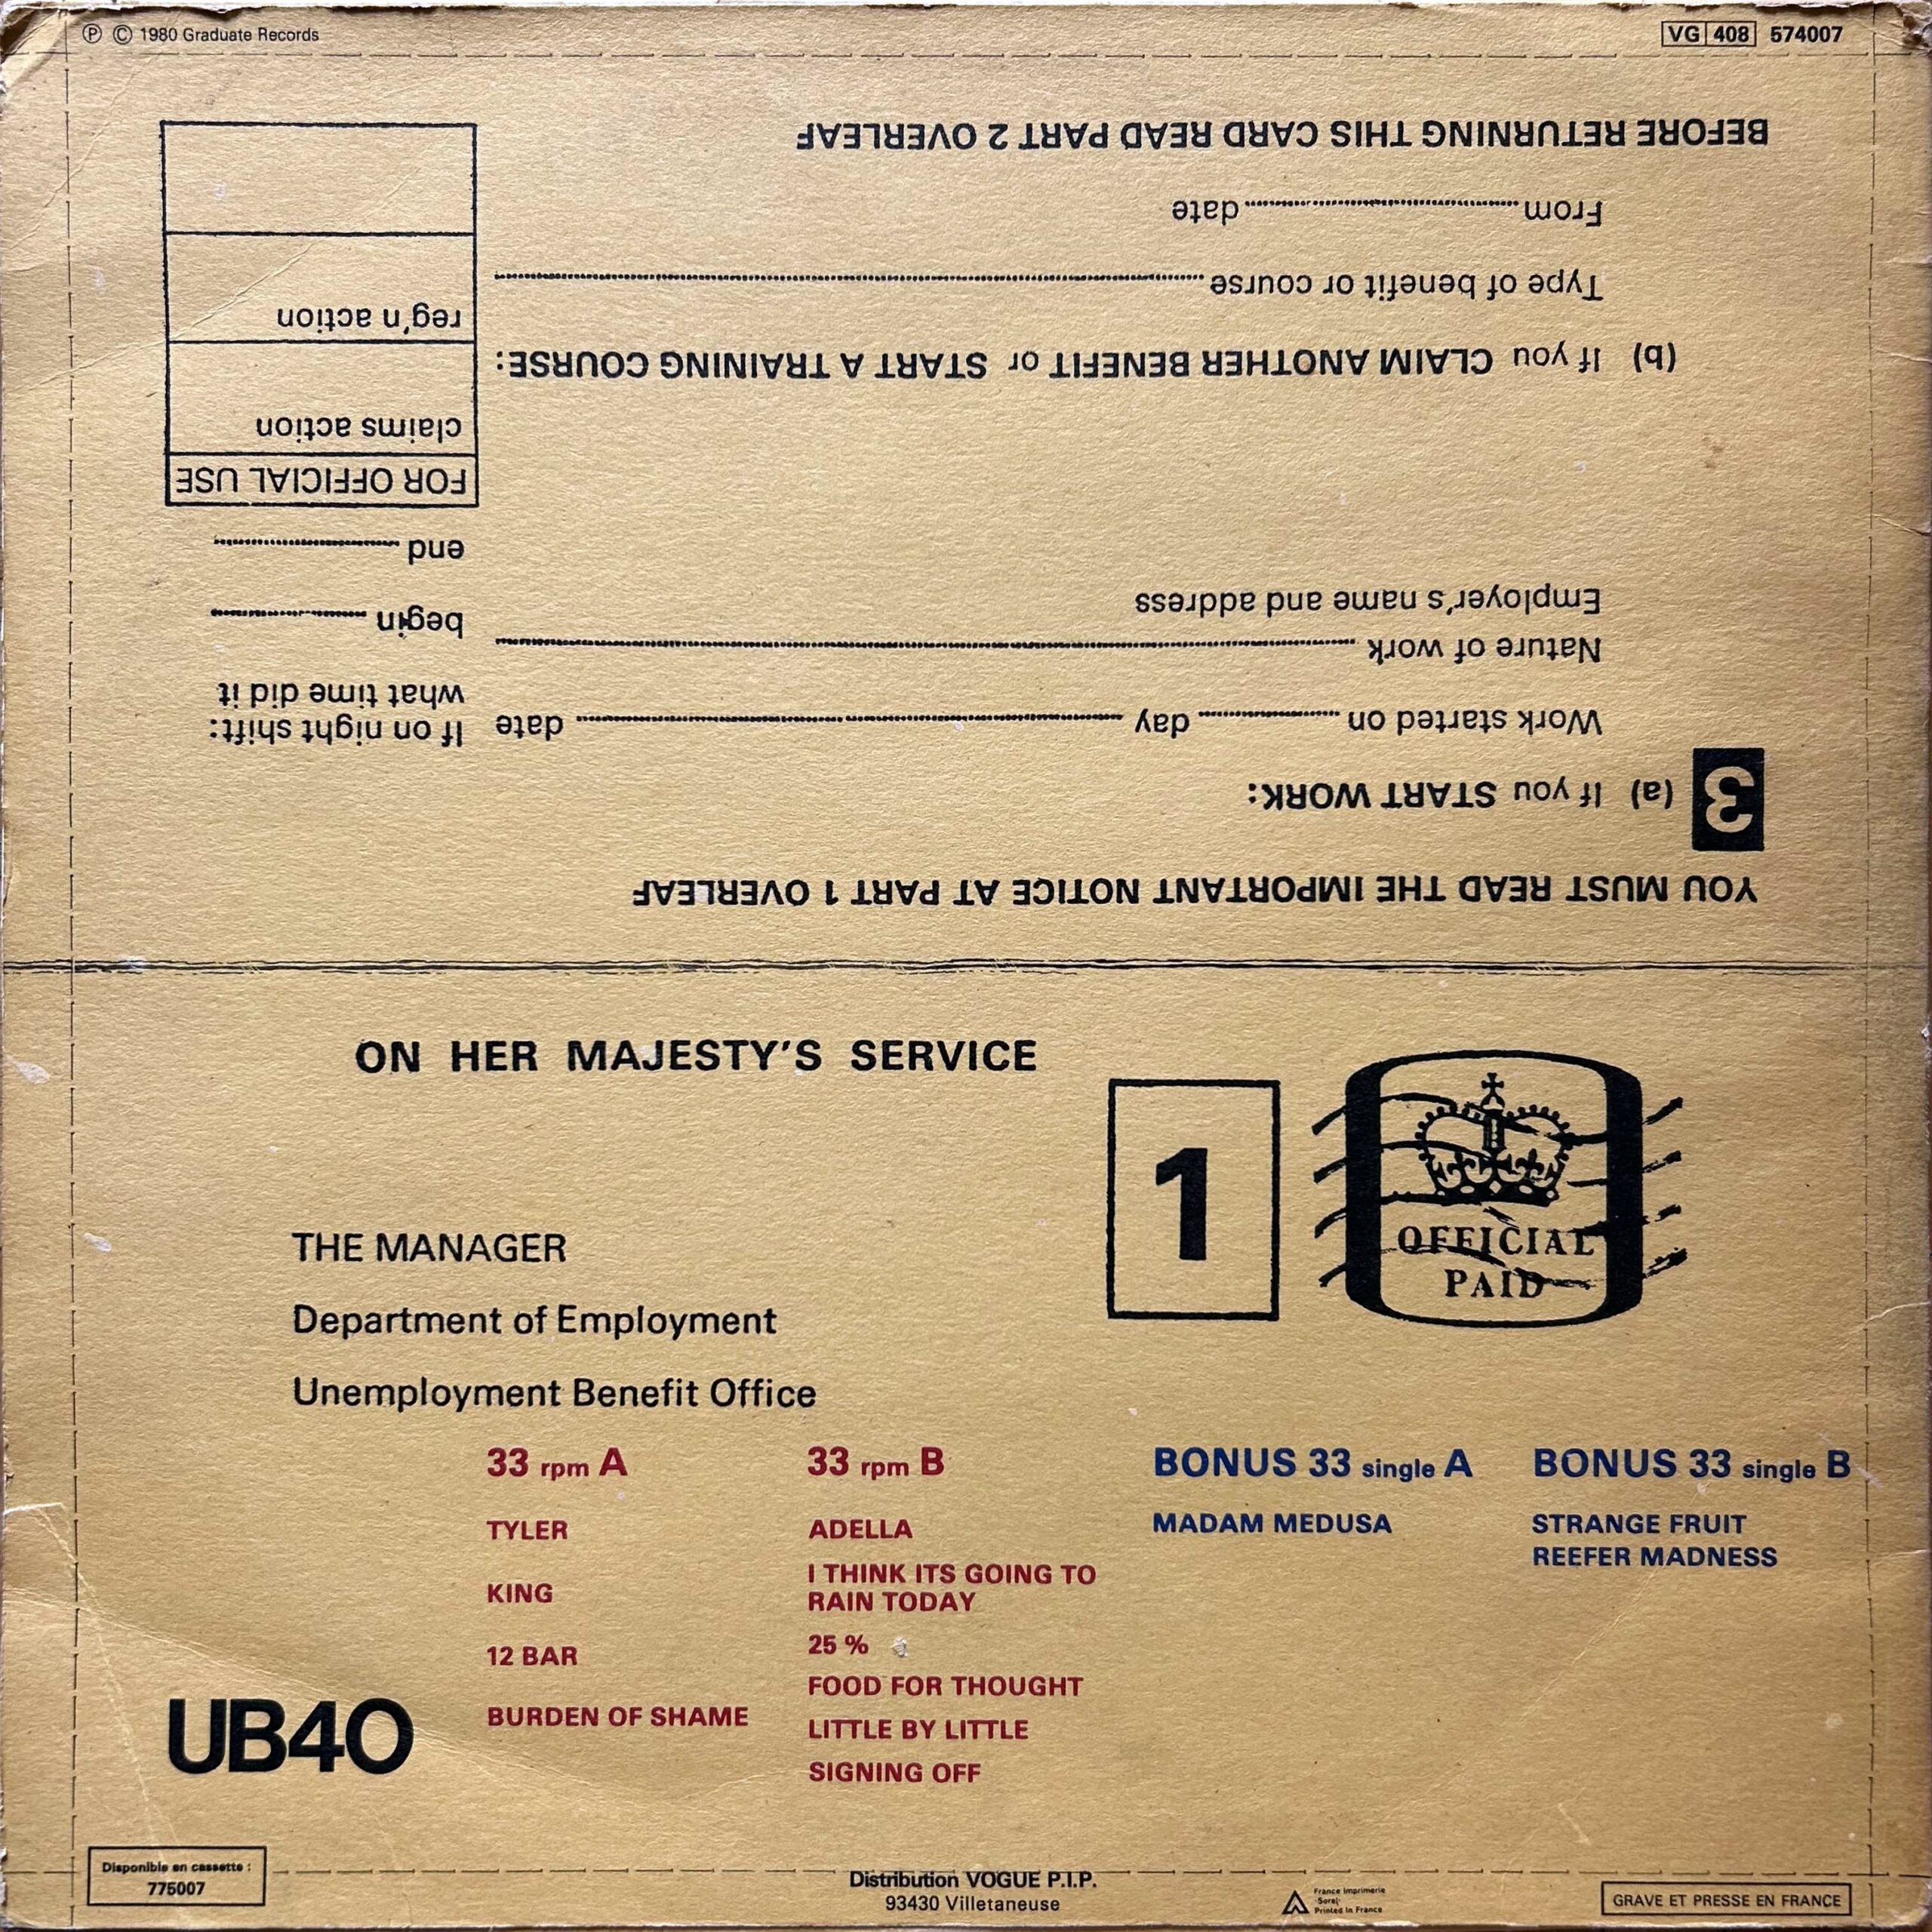 Ⓟ © 1980 Graduate Records
VG 408 574007
YOU MUST READ THE IMPORTANT NOTICE AT PART 1 OVERLEAF
3 (a) If you START WORK:
Work started on .................... day .................... date ....................
Nature of work ....................
Employer's name and address
If on night shift:
what time did it
begin ....................
end ....................
FOR OFFICIAL USE
claims action
reg'n action
(b) If you CLAIM ANOTHER BENEFIT or START A TRAINING COURSE:
Type of benefit or course ....................
From .................... date
BEFORE RETURNING THIS CARD READ PART 2 OVERLEAF
ON HER MAJESTY'S SERVICE
1
OFFICIAL
PAID
THE MANAGER
Department of Employment
Unemployment Benefit Office
33 rpm A
TYLER
KING
12 BAR
BURDEN OF SHAME
33 rpm B
ADELLA
I THINK ITS GOING TO
RAIN TODAY
25 %
FOOD FOR THOUGHT
LITTLE BY LITTLE
SIGNING OFF
BONUS 33 single A
MADAM MEDUSA
BONUS 33 single B
STRANGE FRUIT
REEFER MADNESS
UB40
Disponible en cassette :
775007
Distribution VOGUE P.I.P.
93430 Villetaneuse
France Imprimerie
Soral
Printed In France
GRAVE ET PRESSE EN FRANCE